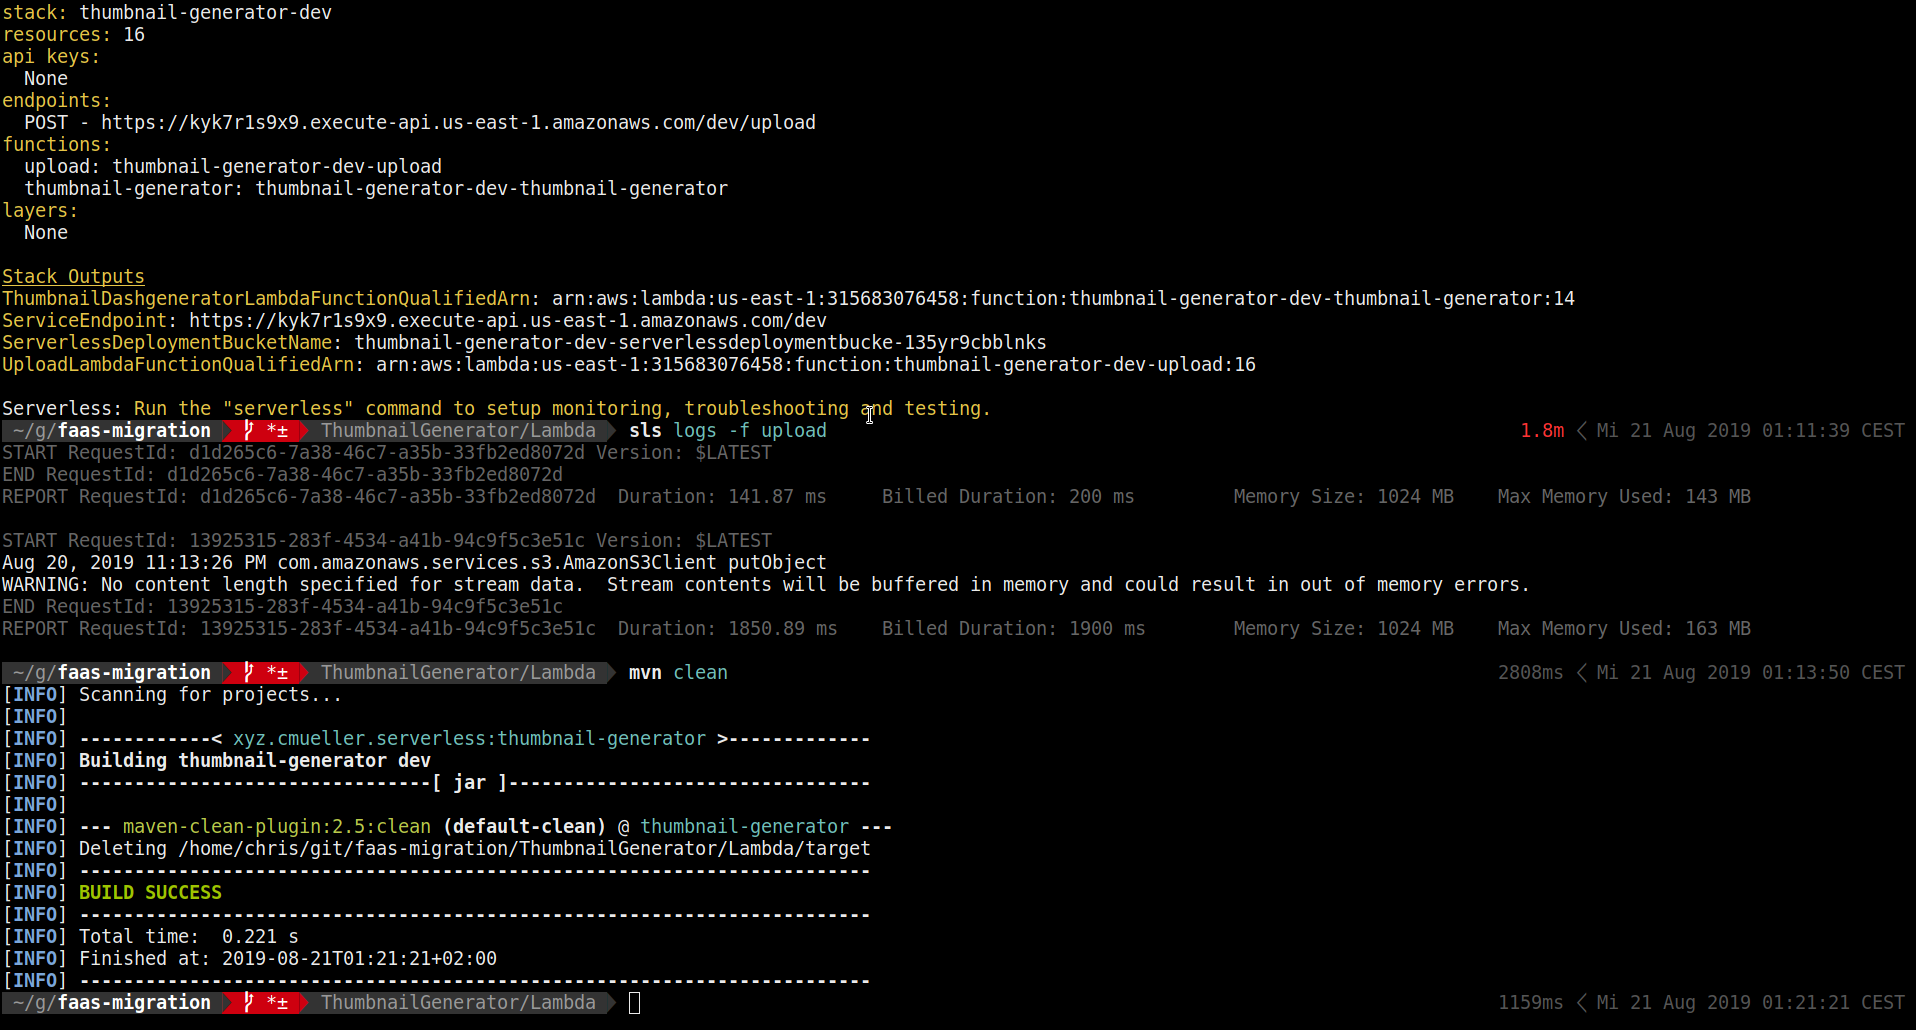 stack: thumbnail-generator-dev
resources: 16
api keys:
  None
endpoints:
  POST - https://kyk7r1s9x9.execute-api.us-east-1.amazonaws.com/dev/upload
functions:
  upload: thumbnail-generator-dev-upload
  thumbnail-generator: thumbnail-generator-dev-thumbnail-generator
layers:
  None
Stack Outputs
ThumbnailDashgeneratorLambdaFunctionQualifiedArn: arn:aws:lambda:us-east-1:315683076458:function:thumbnail-generator-dev-thumbnail-generator:14
ServiceEndpoint: https://kyk7r1s9x9.execute-api.us-east-1.amazonaws.com/dev
ServerlessDeploymentBucketName: thumbnail-generator-dev-serverlessdeploymentbucke-135yr9cbblnks
UploadLambdaFunctionQualifiedArn: arn:aws:lambda:us-east-1:315683076458:function:thumbnail-generator-dev-upload:16
Serverless: Run the "serverless" command to setup monitoring, troubleshooting and testing.
~/g/faas-migration *± ThumbnailGenerator/Lambda sls logs -f upload 1.8m Mi 21 Aug 2019 01:11:39 CEST
START RequestId: d1d265c6-7a38-46c7-a35b-33fb2ed8072d Version: $LATEST
END RequestId: d1d265c6-7a38-46c7-a35b-33fb2ed8072d
REPORT RequestId: d1d265c6-7a38-46c7-a35b-33fb2ed8072d  Duration: 141.87 ms     Billed Duration: 200 ms         Memory Size: 1024 MB    Max Memory Used: 143 MB
START RequestId: 13925315-283f-4534-a41b-94c9f5c3e51c Version: $LATEST
Aug 20, 2019 11:13:26 PM com.amazonaws.services.s3.AmazonS3Client putObject
WARNING: No content length specified for stream data.  Stream contents will be buffered in memory and could result in out of memory errors.
END RequestId: 13925315-283f-4534-a41b-94c9f5c3e51c
REPORT RequestId: 13925315-283f-4534-a41b-94c9f5c3e51c  Duration: 1850.89 ms    Billed Duration: 1900 ms        Memory Size: 1024 MB    Max Memory Used: 163 MB
~/g/faas-migration *± ThumbnailGenerator/Lambda mvn clean 2808ms Mi 21 Aug 2019 01:13:50 CEST
[INFO] Scanning for projects...
[INFO]
[INFO] ------------< xyz.cmueller.serverless:thumbnail-generator >-------------
[INFO] Building thumbnail-generator dev
[INFO] --------------------------------[ jar ]---------------------------------
[INFO]
[INFO] --- maven-clean-plugin:2.5:clean (default-clean) @ thumbnail-generator ---
[INFO] Deleting /home/chris/git/faas-migration/ThumbnailGenerator/Lambda/target
[INFO] ------------------------------------------------------------------------
[INFO] BUILD SUCCESS
[INFO] ------------------------------------------------------------------------
[INFO] Total time:  0.221 s
[INFO] Finished at: 2019-08-21T01:21:21+02:00
[INFO] ------------------------------------------------------------------------
~/g/faas-migration *± ThumbnailGenerator/Lambda 1159ms Mi 21 Aug 2019 01:21:21 CEST